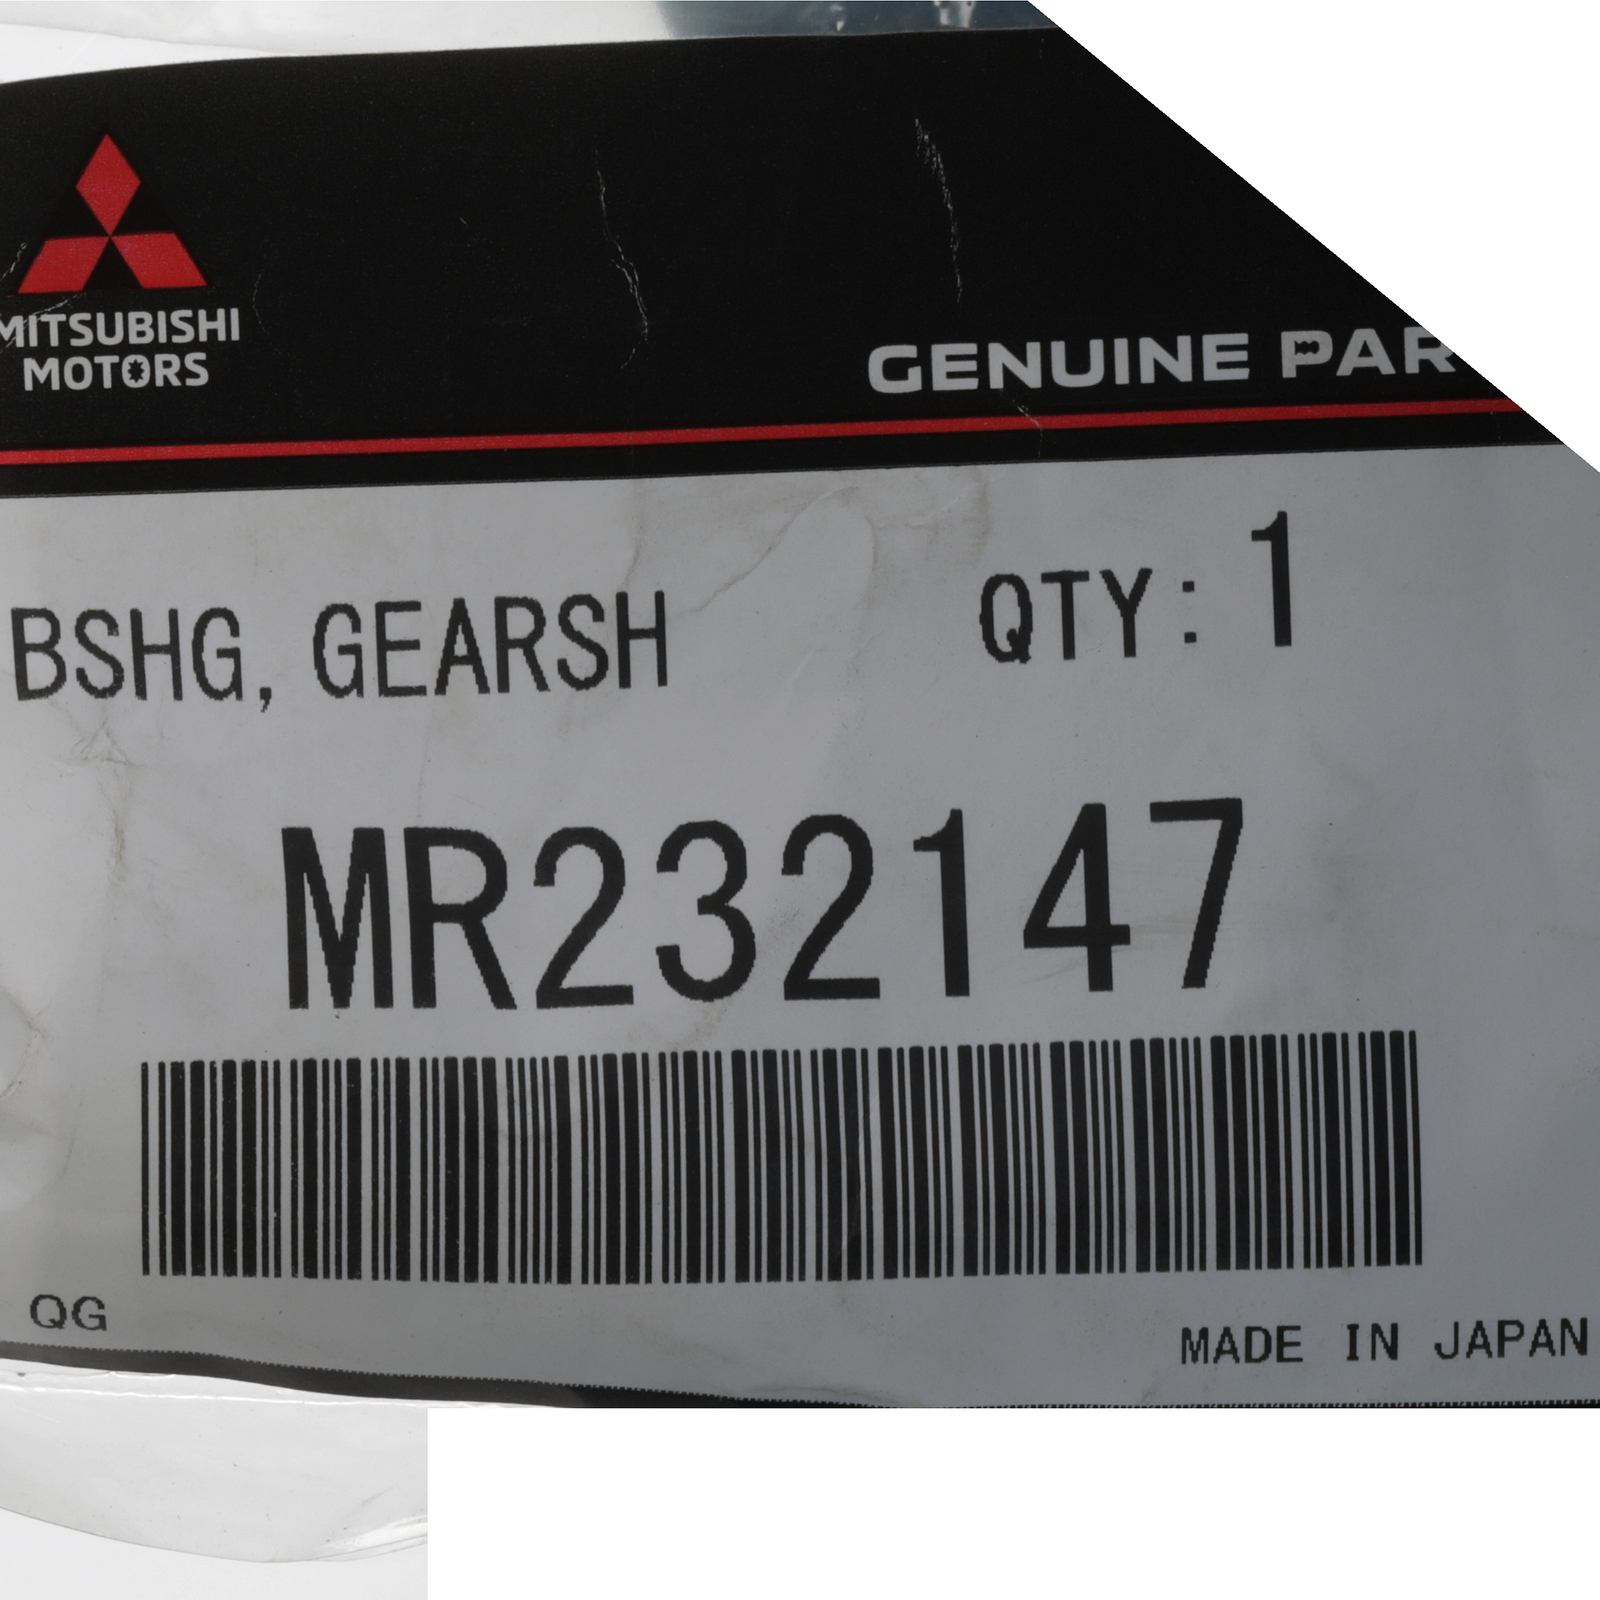 MITSUBISHI
MOTORS
GENUINE PAR
BSHG, GEARSH QTY: 1
MR232147
QG
MADE IN JAPAN